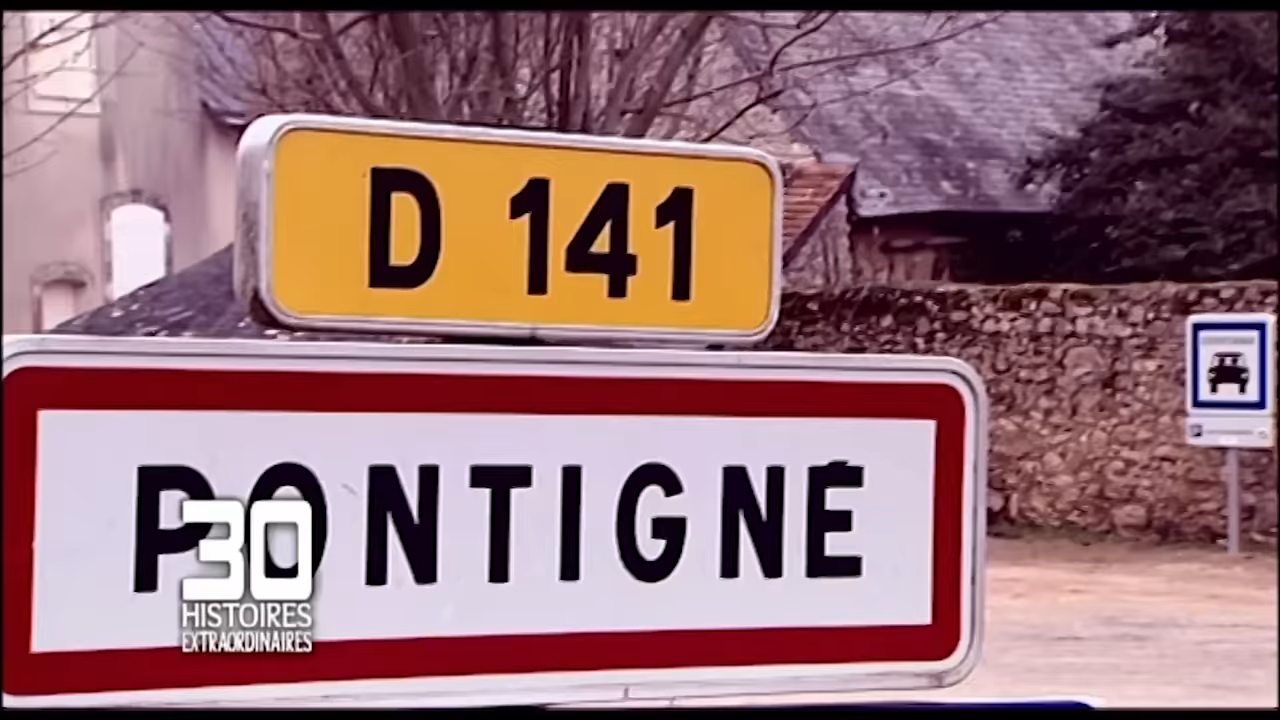 D 141
PONTIGNÉ
30
HISTOIRES
EXTRAORDINAIRES